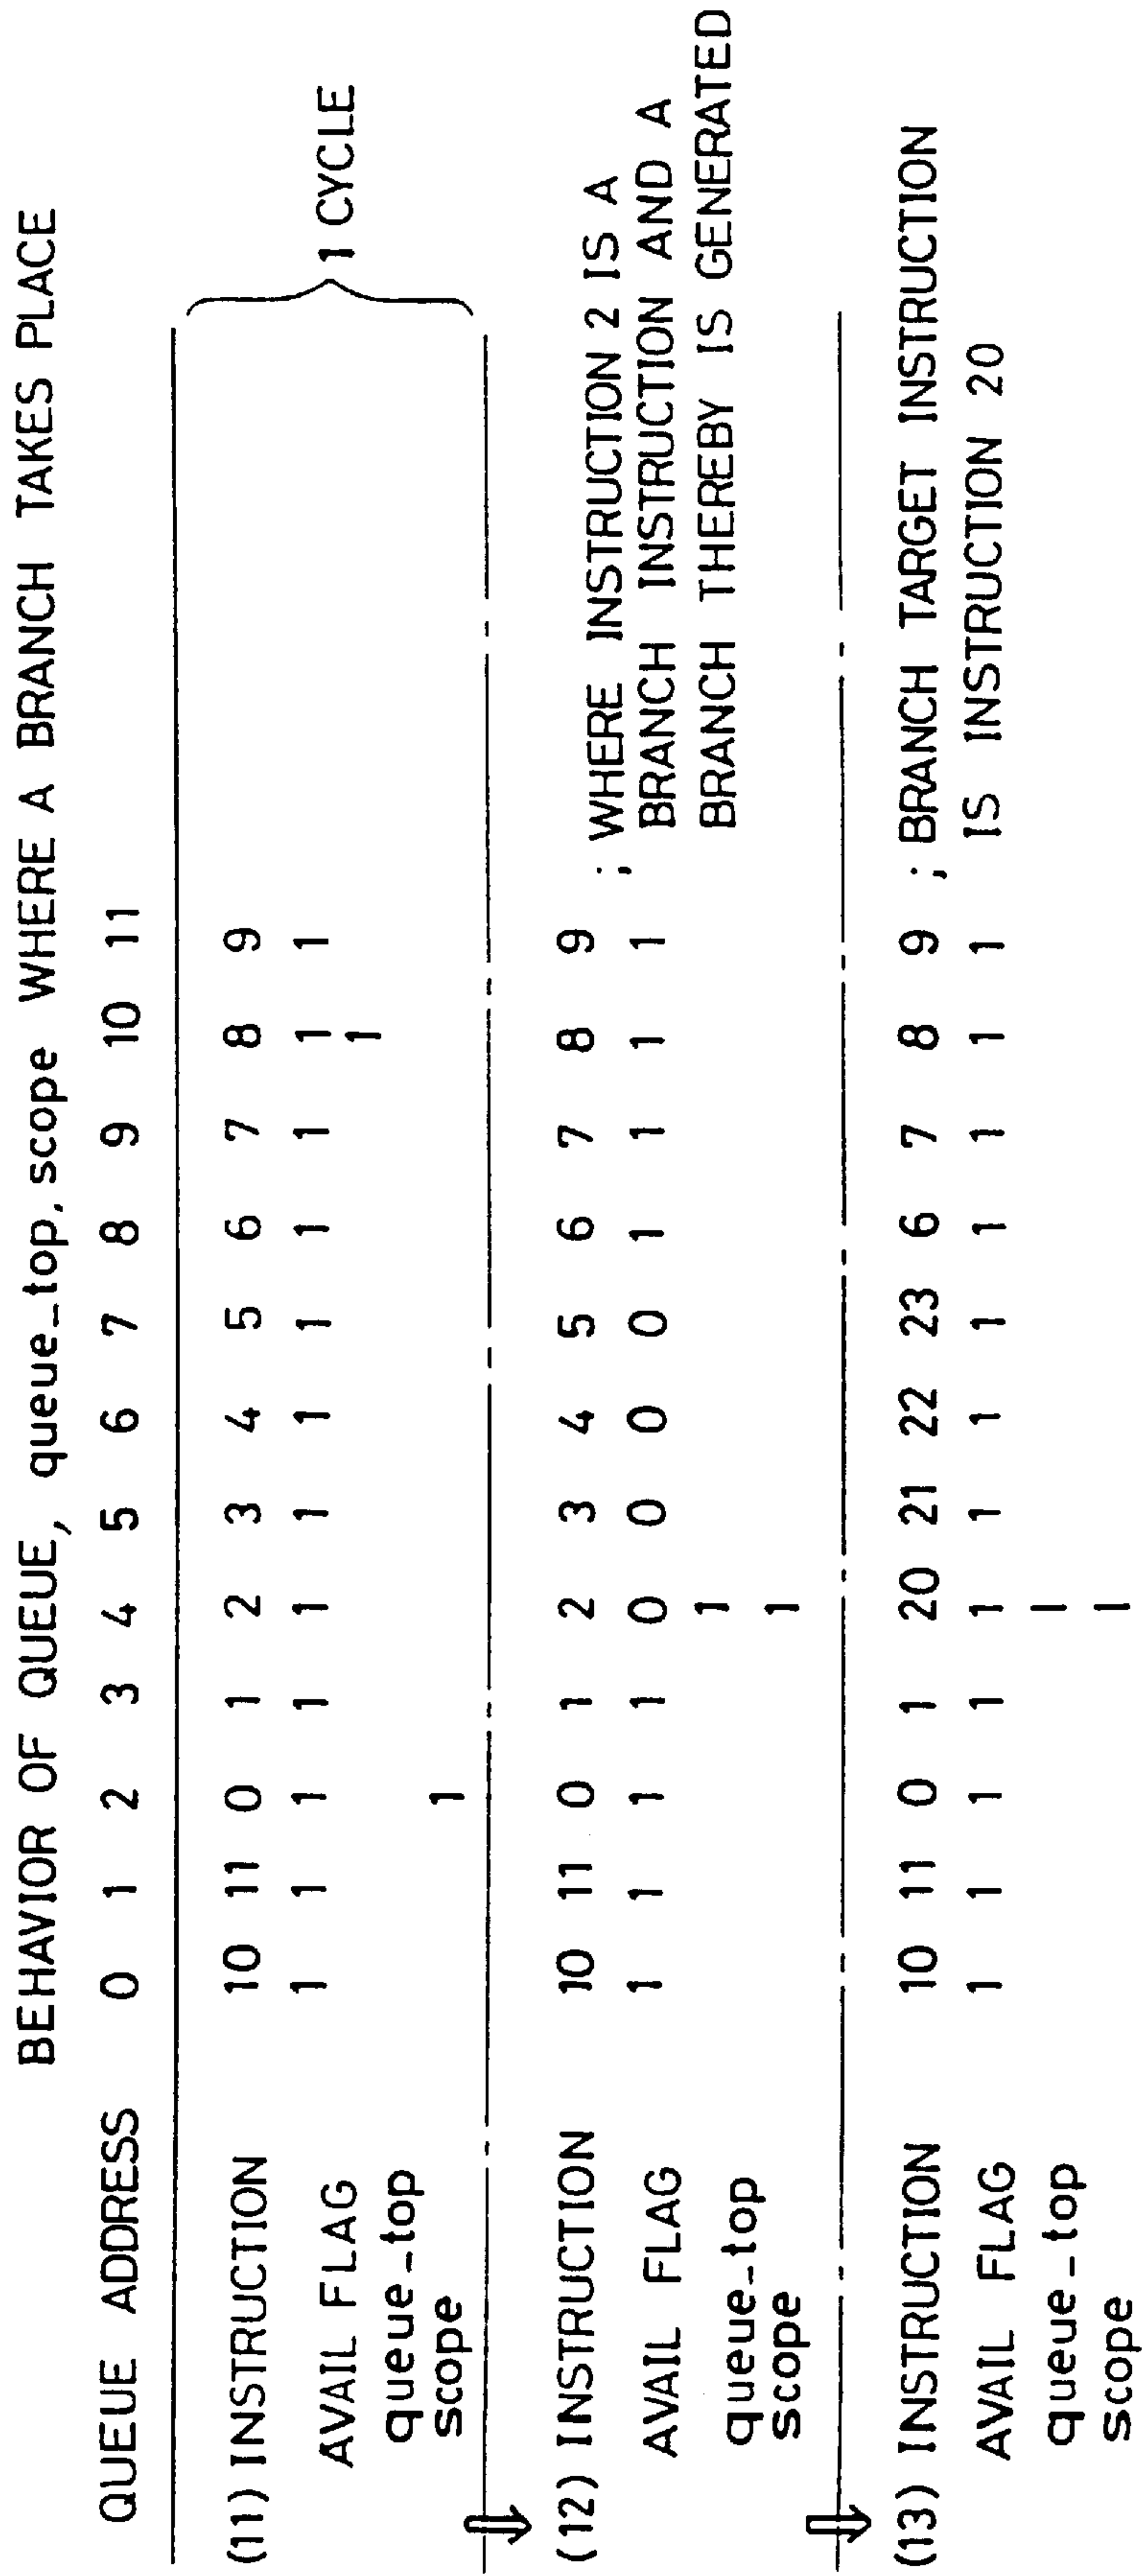 BEHAVIOR OF QUEUE, queue_top, scope WHERE A BRANCH TAKES PLACE
QUEUE ADDRESS 0 1 2 3 4 5 6 7 8 9 10 11
(11) INSTRUCTION 10 11 0 1 2 3 4 5 6 7 8 9
AVAIL FLAG 1 1 1 1 1 1 1 1 1 1 1 1
queue_top 1
scope 1
1 CYCLE
(12) INSTRUCTION 10 11 0 1 2 3 4 5 6 7 8 9 ; WHERE INSTRUCTION 2 IS A
AVAIL FLAG 1 1 1 1 0 0 0 0 1 1 1 1 BRANCH INSTRUCTION AND A
queue_top 1 BRANCH THEREBY IS GENERATED
scope 1
(13) INSTRUCTION 10 11 0 1 20 21 22 23 6 7 8 9 ; BRANCH TARGET INSTRUCTION
AVAIL FLAG 1 1 1 1 1 1 1 1 1 1 1 1 IS INSTRUCTION 20
queue_top 1
scope 1